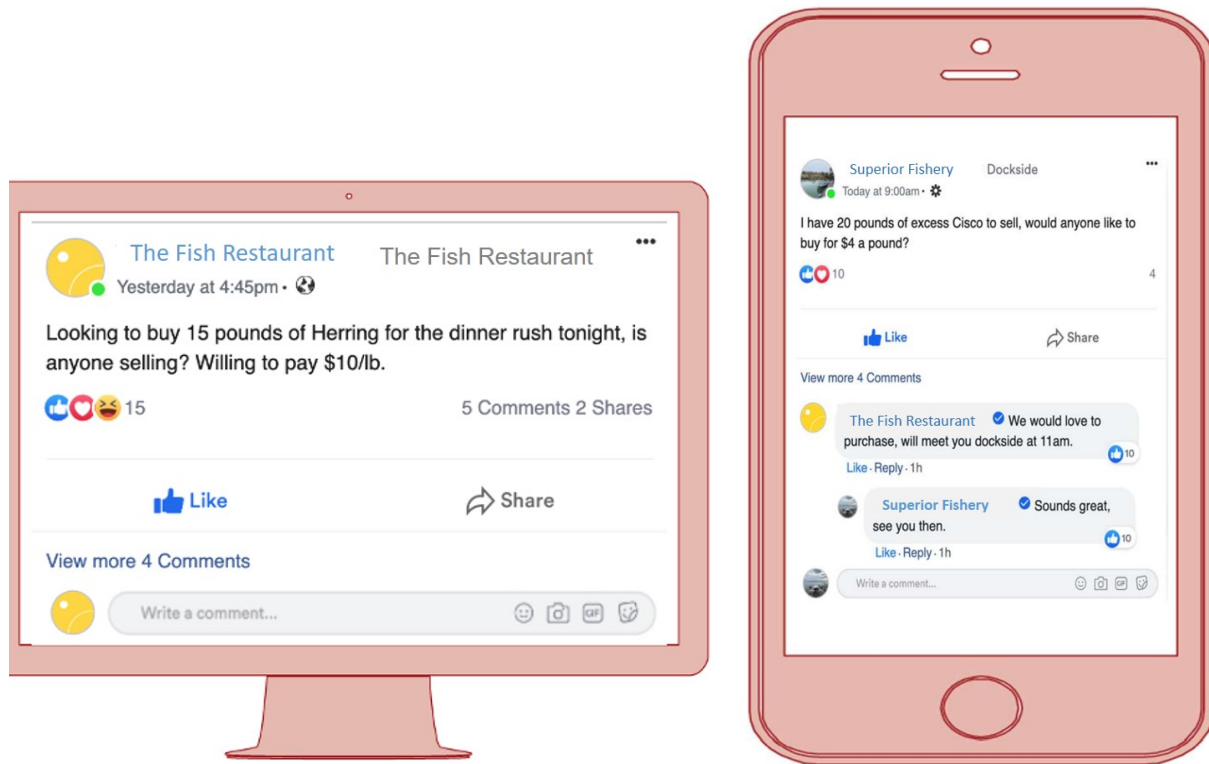 The Fish Restaurant The Fish Restaurant
Yesterday at 4:45pm ·
Looking to buy 15 pounds of Herring for the dinner rush tonight, is
anyone selling? Willing to pay $10/lb.
15 5 Comments 2 Shares
Like Share
View more 4 Comments
Write a comment... GIF
Superior Fishery Dockside
Today at 9:00am ·
I have 20 pounds of excess Cisco to sell, would anyone like to
buy for $4 a pound?
10 4
Like Share
View more 4 Comments
The Fish Restaurant We would love to
purchase, will meet you dockside at 11am.
10
Like · Reply · 1h
Superior Fishery Sounds great,
see you then.
10
Like · Reply · 1h
Write a comment... GIF